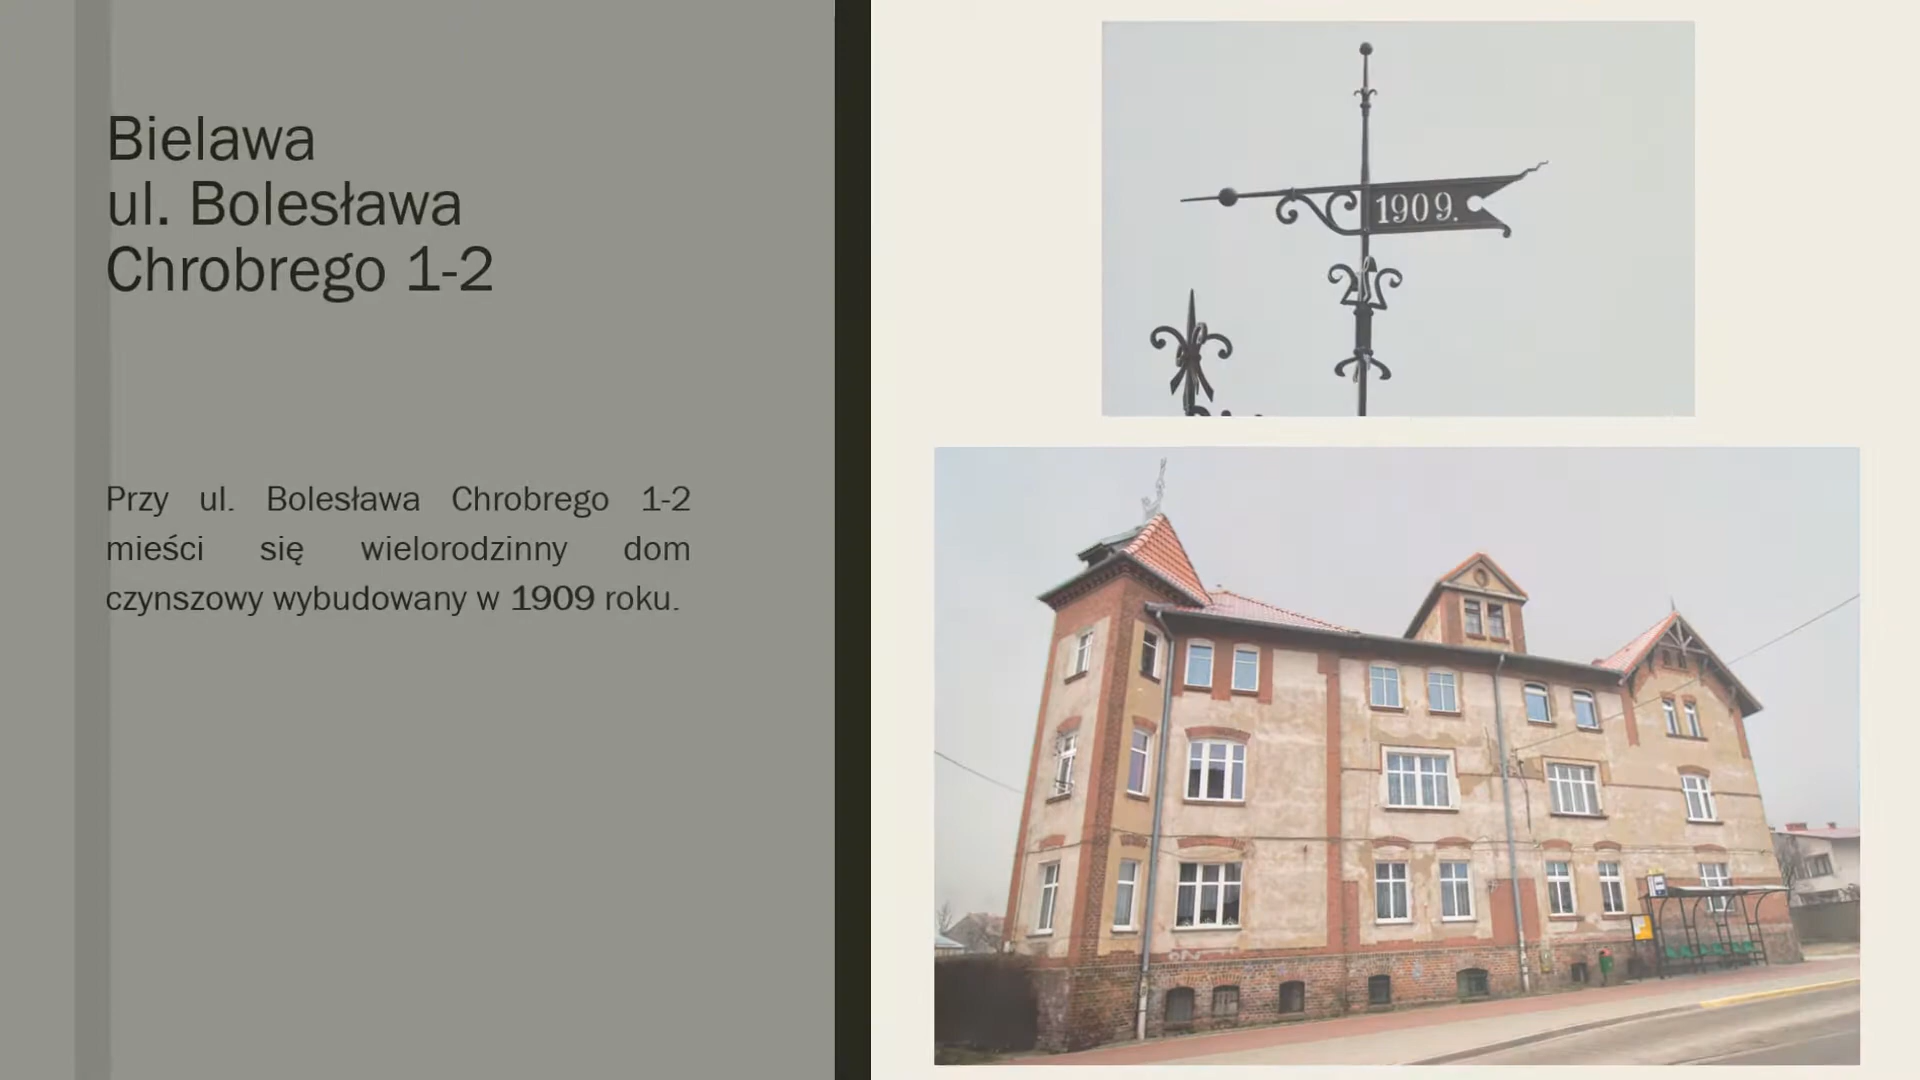 Bielawa
ul. Bolesława
Chrobrego 1-2
Przy ul. Bolesława Chrobrego 1-2
mieści się wielorodzinny dom
czynszowy wybudowany w 1909 roku.
1909.